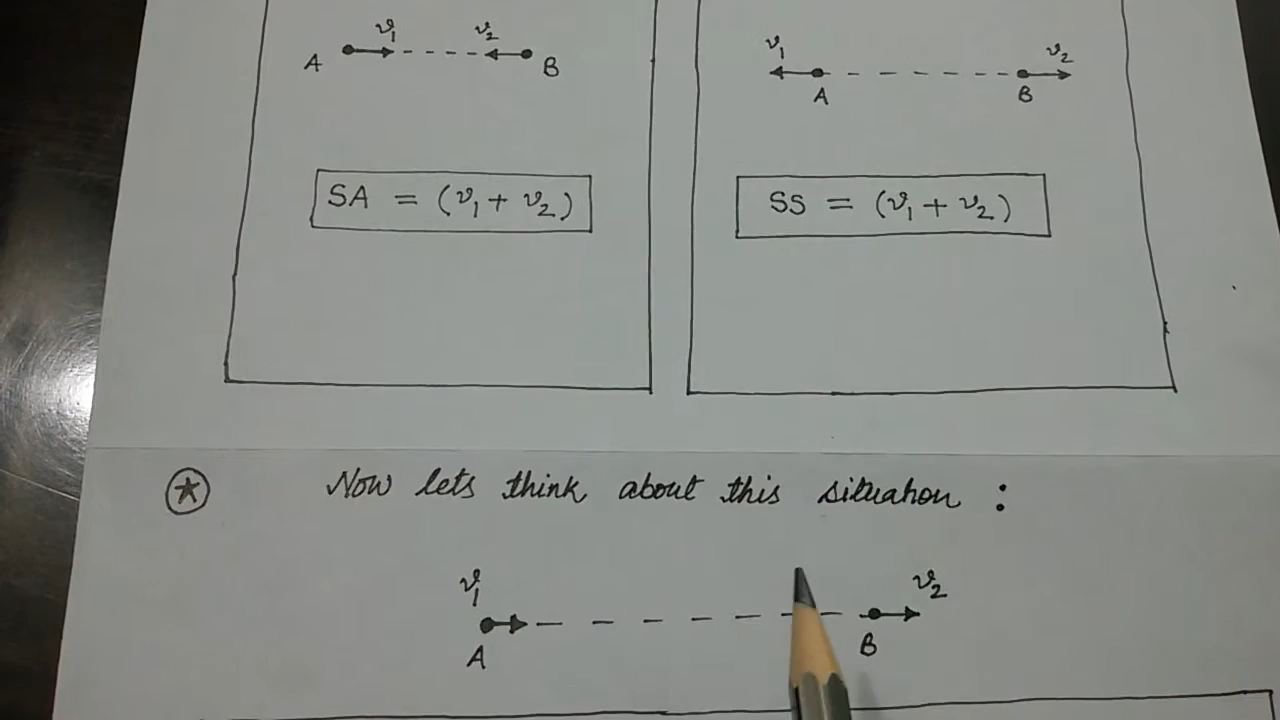 v₁ v₂
A B
SA = (v₁ + v₂)
v₁ v₂
A B
SS = (v₁ + v₂)
Now lets think about this situation :
v₁ v₂
A B